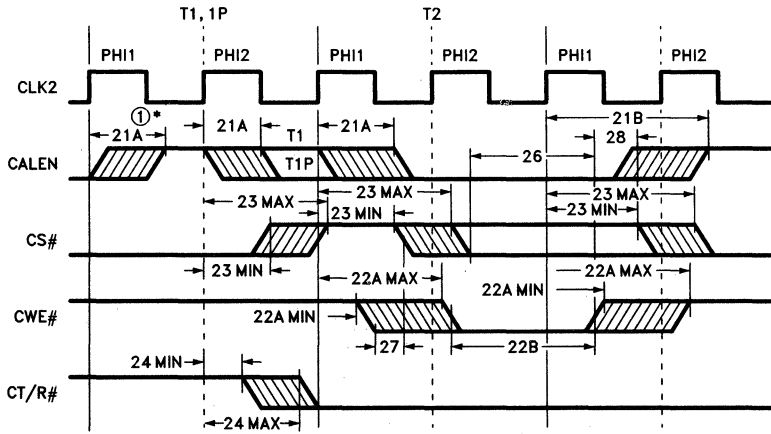 T1, 1P T2
PHI1 PHI2 PHI1 PHI2 PHI1 PHI2
CLK2
1 * 21B
21A 21A T1 21A 28
CALEN T1P 26
23 MAX 23 MAX 23 MAX
23 MIN 23 MIN
CS#
23 MIN 22A MAX 22A MAX
22A MIN
CWE# 22A MIN
27 22B
24 MIN
CT/R#
24 MAX